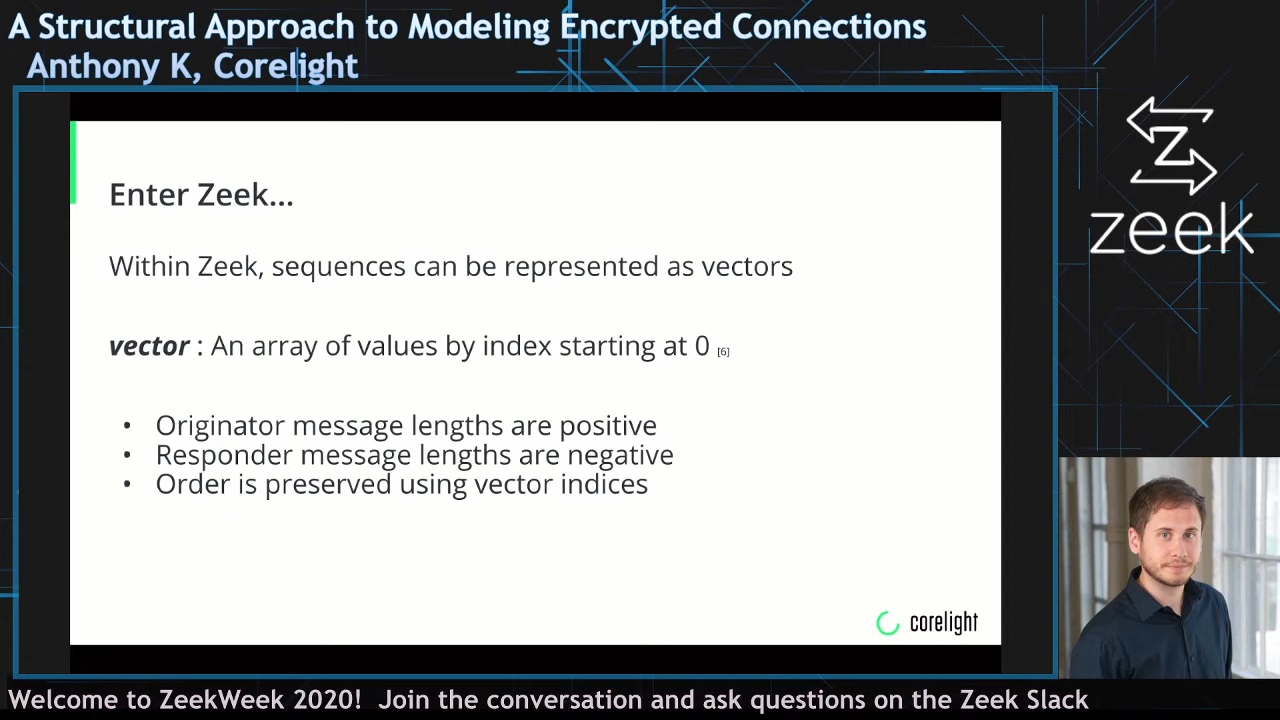 A Structural Approach to Modeling Encrypted Connections
Anthony K, Corelight
Enter Zeek...
Within Zeek, sequences can be represented as vectors
vector : An array of values by index starting at 0 [6]
• Originator message lengths are positive
• Responder message lengths are negative
• Order is preserved using vector indices
corelight
Z
zeek
Welcome to ZeekWeek 2020! Join the conversation and ask questions on the Zeek Slack